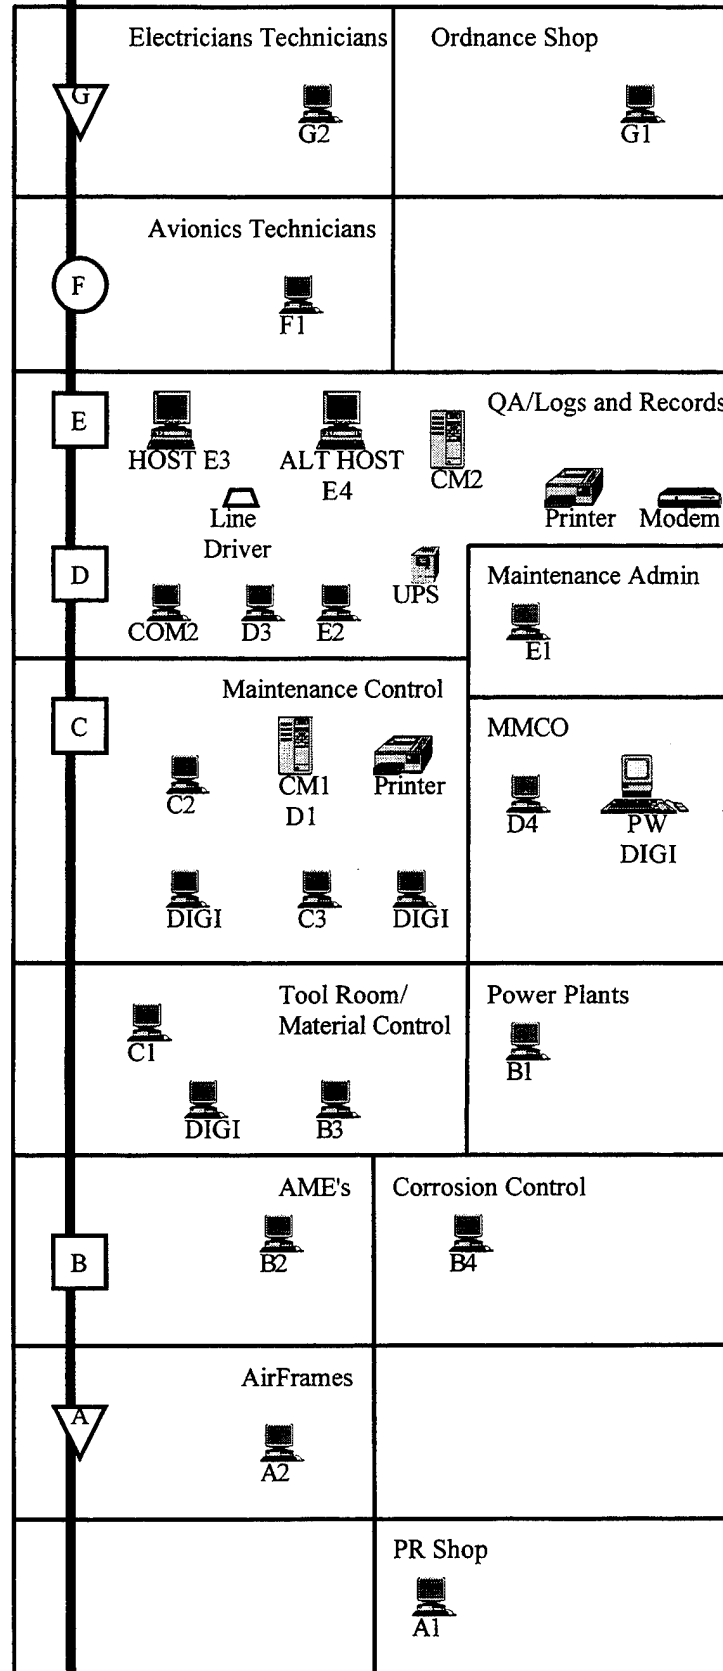 Electricians Technicians
Ordnance Shop
G
G2
G1
Avionics Technicians
F
F1
E
QA/Logs and Records
HOST E3
ALT HOST
E4
CM2
Line
Driver
Printer
Modem
D
UPS
Maintenance Admin
COM2
D3
E2
E1
Maintenance Control
C
MMCO
C2
CM1
D1
Printer
D4
PW
DIGI
DIGI
C3
DIGI
Tool Room/
Material Control
Power Plants
C1
B1
DIGI
B3
AME's
Corrosion Control
B
B2
B4
AirFrames
A
A2
PR Shop
A1